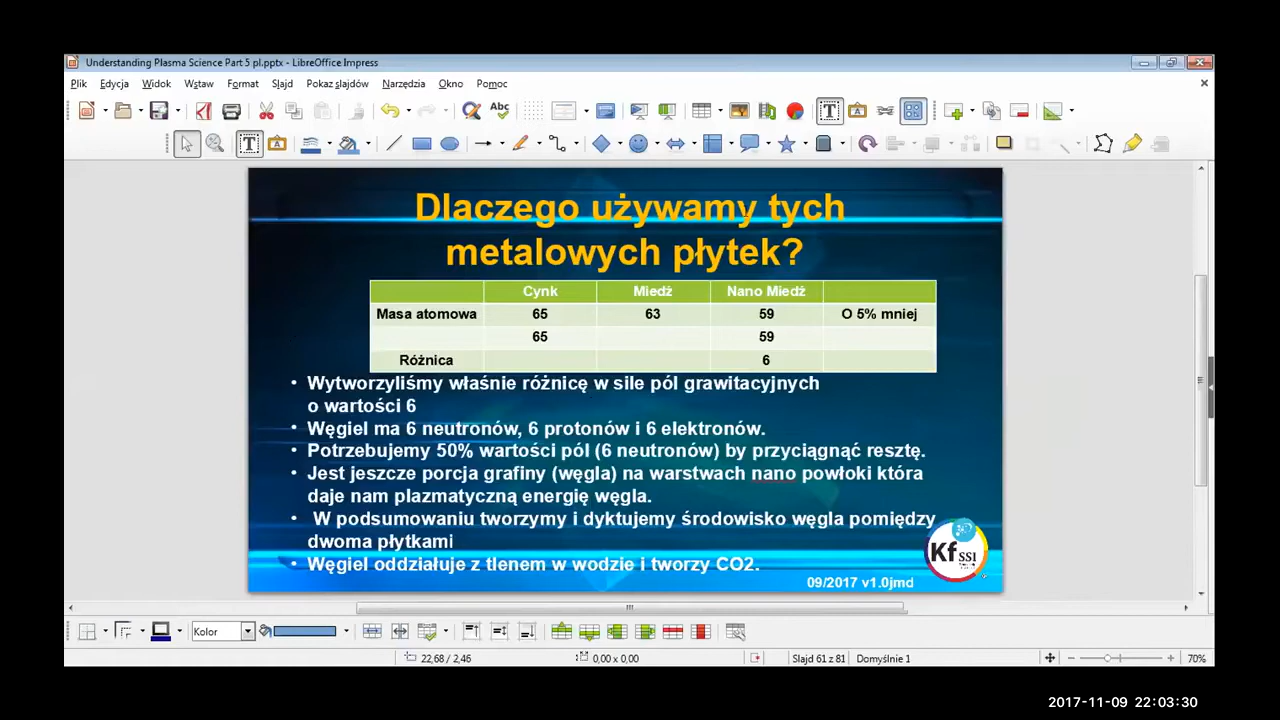 Understanding Plasma Science Part 5 pl.pptx - LibreOffice Impress
Plik Edycja Widok Wstaw Format Slajd Pokaz slajdów Narzędzia Okno Pomoc
Dlaczego używamy tych
metalowych płytek?
Cynk Miedź Nano Miedź
Masa atomowa 65 63 59 O 5% mniej
65 59
Różnica 6
• Wytworzyliśmy właśnie różnicę w sile pól grawitacyjnych
o wartości 6
• Węgiel ma 6 neutronów, 6 protonów i 6 elektronów.
• Potrzebujemy 50% wartości pól (6 neutronów) by przyciągnąć resztę.
• Jest jeszcze porcja grafiny (węgla) na warstwach nano powłoki która
daje nam plazmatyczną energię węgla.
• W podsumowaniu tworzymy i dyktujemy środowisko węgla pomiędzy
dwoma płytkami
• Węgiel oddziałuje z tlenem w wodzie i tworzy CO2.
Kf SSI
09/2017 v1.0jmd
Kolor
22,68 / 2,46 0,00 x 0,00 Slajd 61 z 81 Domyślnie 1 70%
2017-11-09 22:03:30